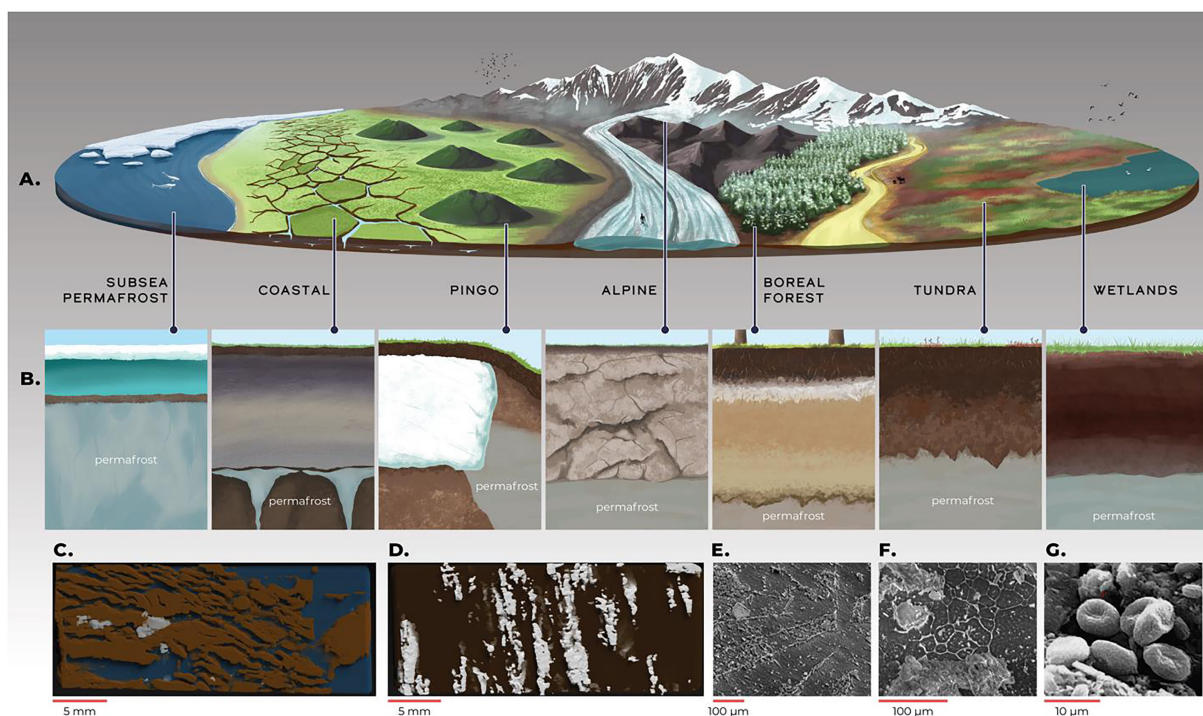 A.
SUBSEA
PERMAFROST
COASTAL
PINGO
ALPINE
BOREAL
FOREST
TUNDRA
WETLANDS
B.
permafrost
permafrost
permafrost
permafrost
permafrost
permafrost
permafrost
C.
D.
E.
F.
G.
5 mm
5 mm
100 µm
100 µm
10 µm